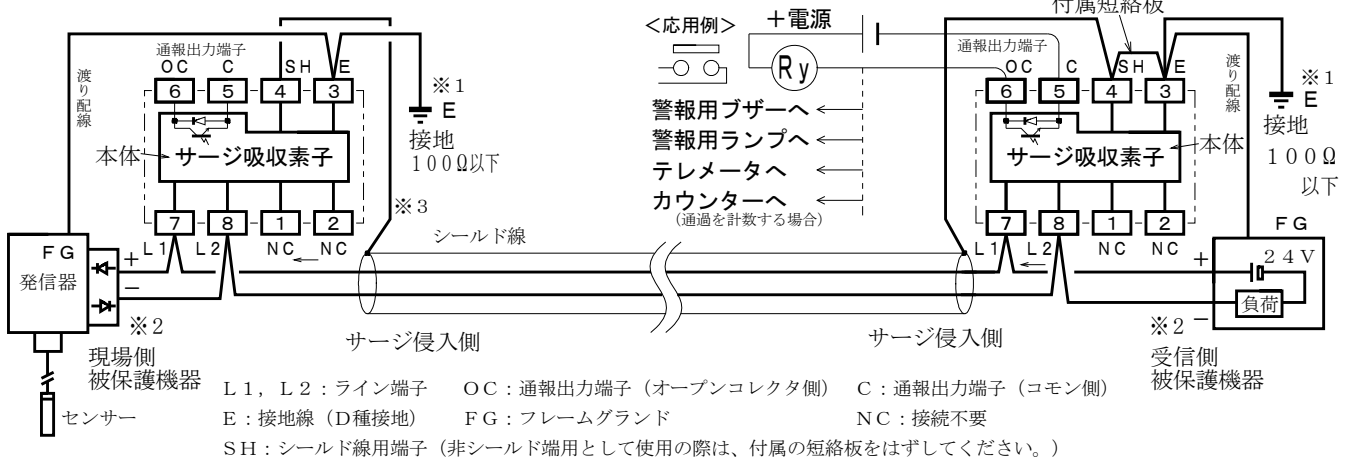 付属短絡板
<応用例>
＋電源
Ｒｙ
警報用ブザーへ
警報用ランプへ
テレメータへ
カウンターへ
(通過を計数する場合)
通報出力端子
ＯＣ Ｃ ＳＨ Ｅ
6 5 4 3
渡り配線
※１
Ｅ
接地
１００Ω以下
本体
サージ吸収素子
7 8 1 2
Ｌ１ Ｌ２ ＮＣ ＮＣ
※３
シールド線
ＦＧ
発信器
＋
－
※２
現場側
被保護機器
センサー
サージ侵入側
通報出力端子
ＯＣ Ｃ ＳＨ Ｅ
6 5 4 3
渡り配線
※１
Ｅ
接地
１００Ω
以下
本体
サージ吸収素子
7 8 1 2
Ｌ１ Ｌ２ ＮＣ ＮＣ
ＦＧ
＋
２４Ｖ
負荷
※２
－
受信側
被保護機器
サージ侵入側
Ｌ１，Ｌ２：ライン端子 ＯＣ：通報出力端子（オープンコレクタ側） Ｃ：通報出力端子（コモン側）
Ｅ：接地線（Ｄ種接地） ＦＧ：フレームグランド ＮＣ：接続不要
ＳＨ：シールド線用端子（非シールド端用として使用の際は、付属の短絡板をはずしてください。）